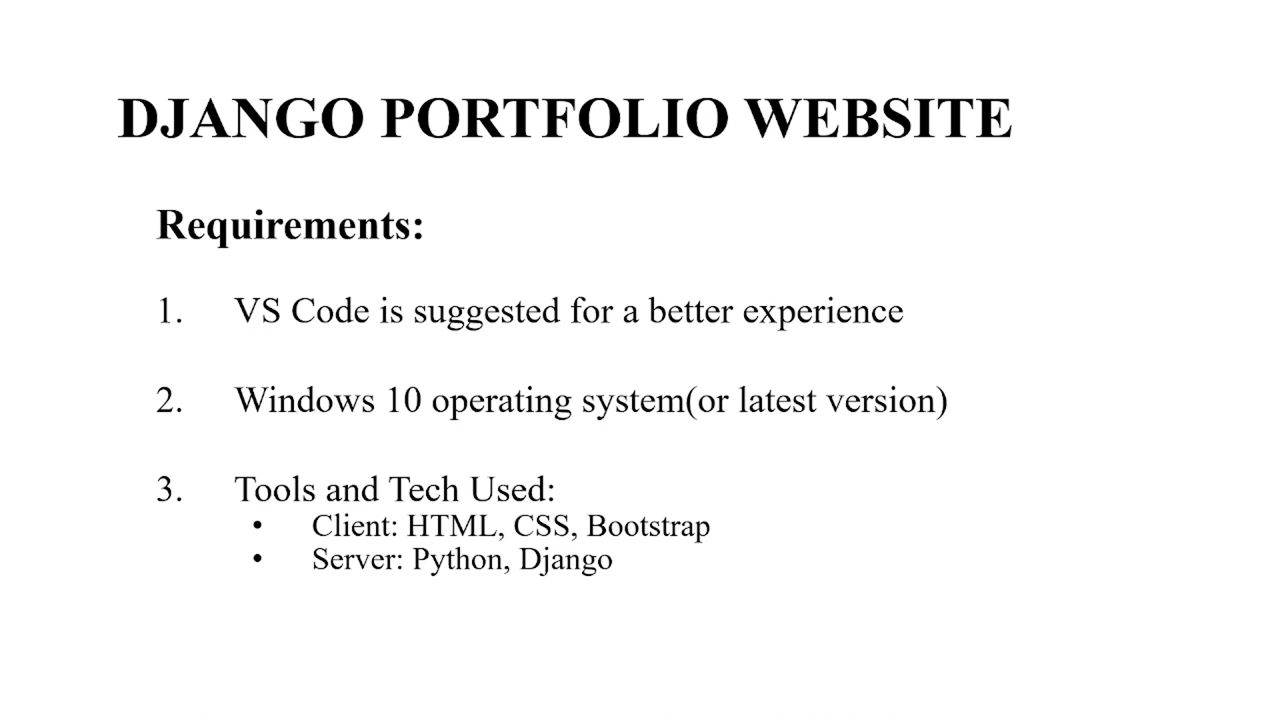 DJANGO PORTFOLIO WEBSITE
Requirements:
1. VS Code is suggested for a better experience
2. Windows 10 operating system(or latest version)
3. Tools and Tech Used:
• Client: HTML, CSS, Bootstrap
• Server: Python, Django